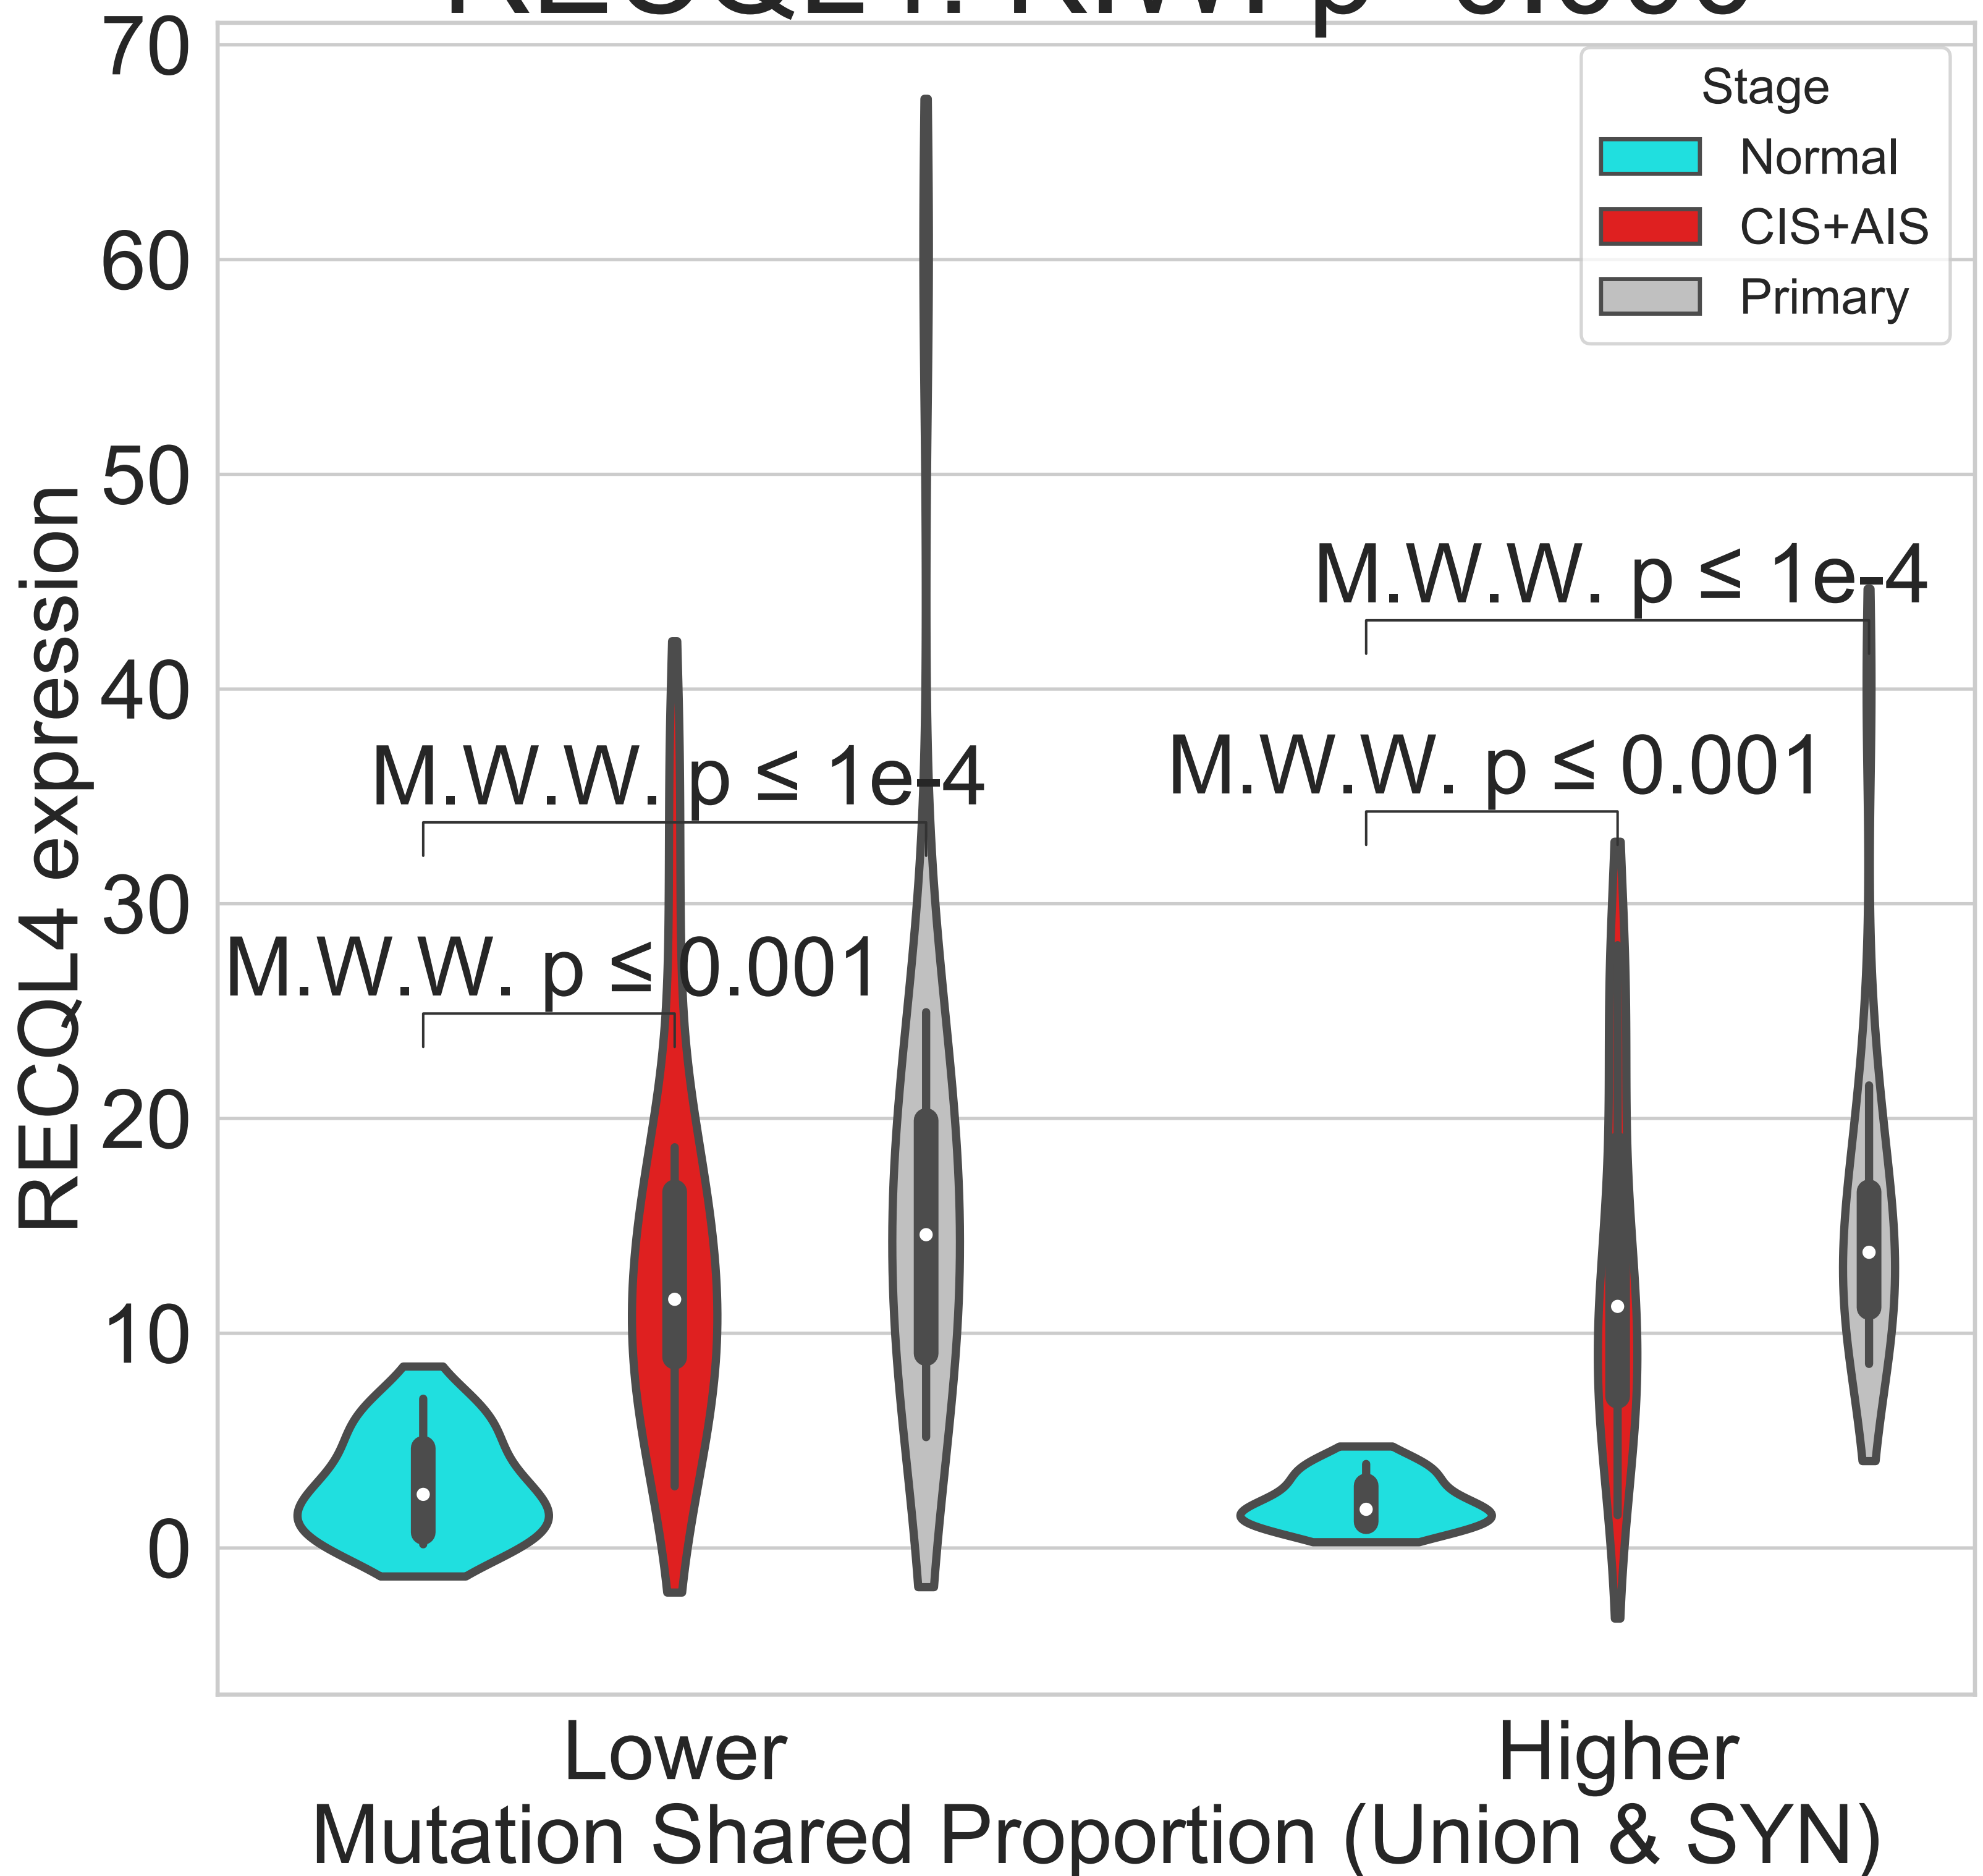 70
60
50
40
30
20
10
0
RECQL4 expression
Stage
Normal
CIS+AIS
Primary
M.W.W. p ≤ 1e-4
M.W.W. p ≤ 0.001
M.W.W. p ≤ 1e-4
M.W.W. p ≤ 0.001
Lower
Higher
Mutation Shared Proportion (Union & SYN)